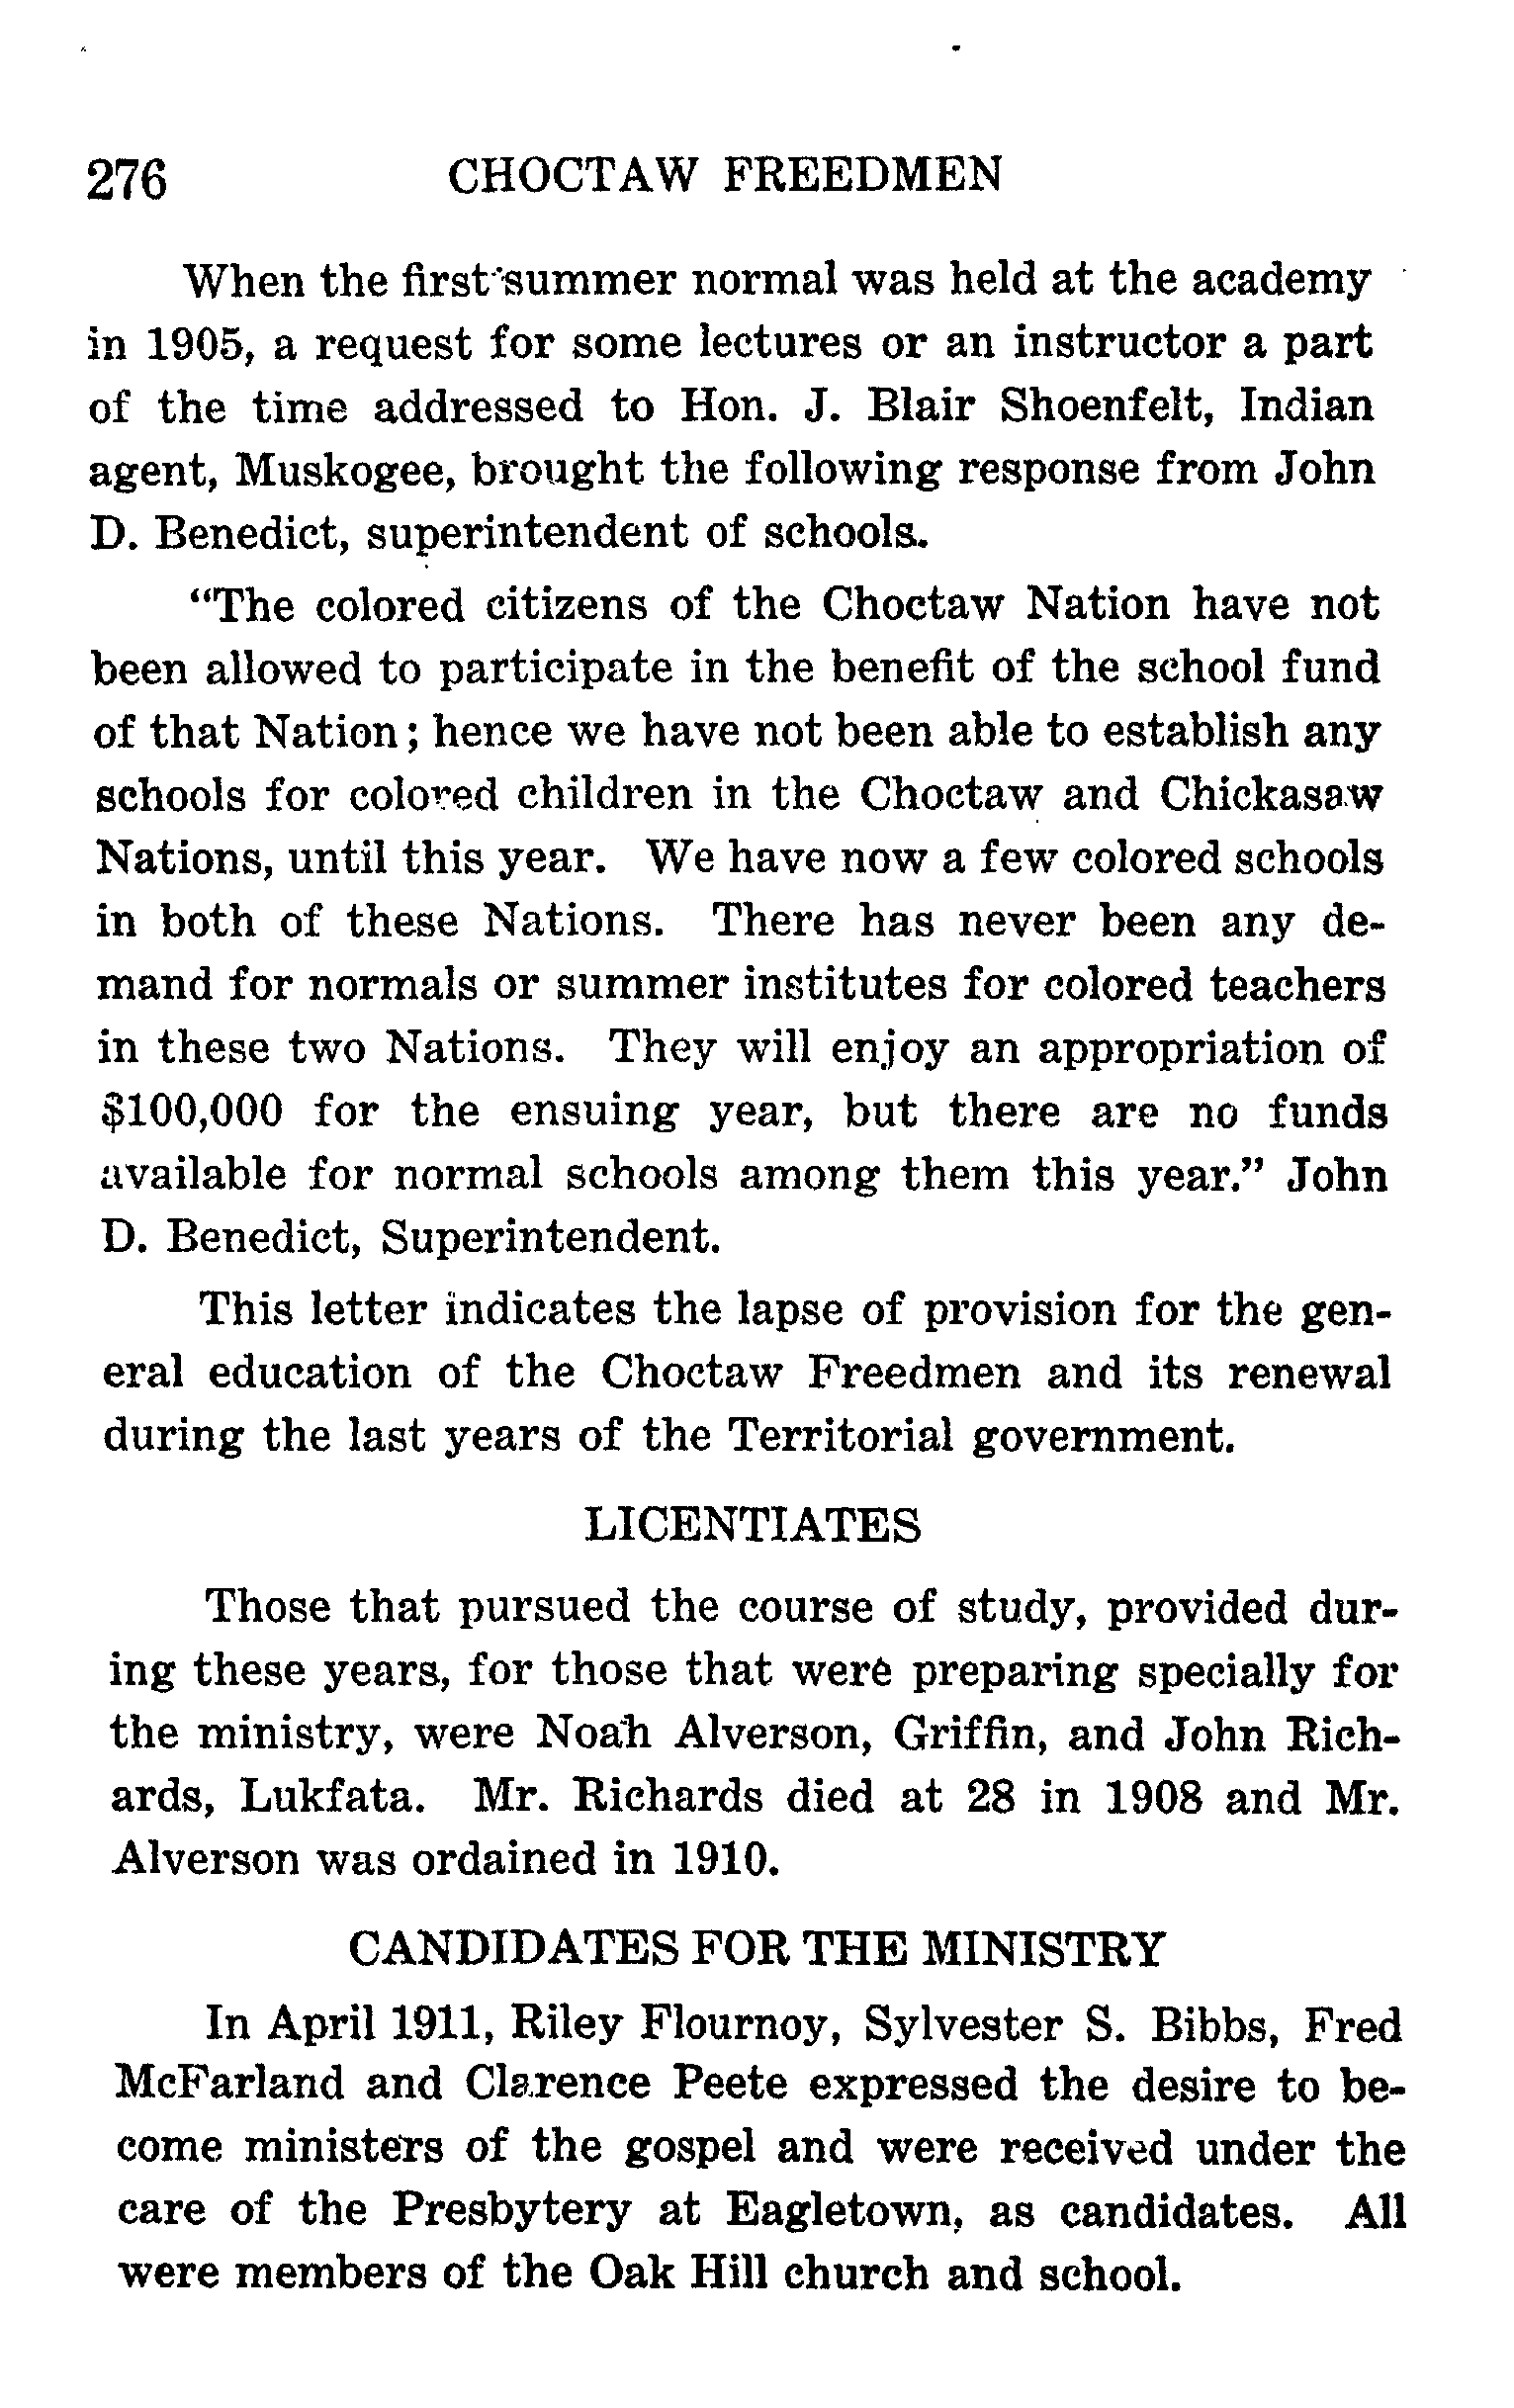 276 CHOCTAW FREEDMEN
When the first summer normal was held at the academy
in 1905, a request for some lectures or an instructor a part
of the time addressed to Hon. J. Blair Shoenfelt, Indian
agent, Muskogee, brought the following response from John
D. Benedict, superintendent of schools.
“The colored citizens of the Choctaw Nation have not
been allowed to participate in the benefit of the school fund
of that Nation; hence we have not been able to establish any
schools for colored children in the Choctaw and Chickasaw
Nations, until this year. We have now a few colored schools
in both of these Nations. There has never been any de-
mand for normals or summer institutes for colored teachers
in these two Nations. They will enjoy an appropriation of
$100,000 for the ensuing year, but there are no funds
available for normal schools among them this year.” John
D. Benedict, Superintendent.
This letter indicates the lapse of provision for the gen-
eral education of the Choctaw Freedmen and its renewal
during the last years of the Territorial government.
LICENTIATES
Those that pursued the course of study, provided dur-
ing these years, for those that were preparing specially for
the ministry, were Noah Alverson, Griffin, and John Rich-
ards, Lukfata. Mr. Richards died at 28 in 1908 and Mr.
Alverson was ordained in 1910.
CANDIDATES FOR THE MINISTRY
In April 1911, Riley Flournoy, Sylvester S. Bibbs, Fred
McFarland and Clarence Peete expressed the desire to be-
come ministers of the gospel and were received under the
care of the Presbytery at Eagletown, as candidates. All
were members of the Oak Hill church and school.